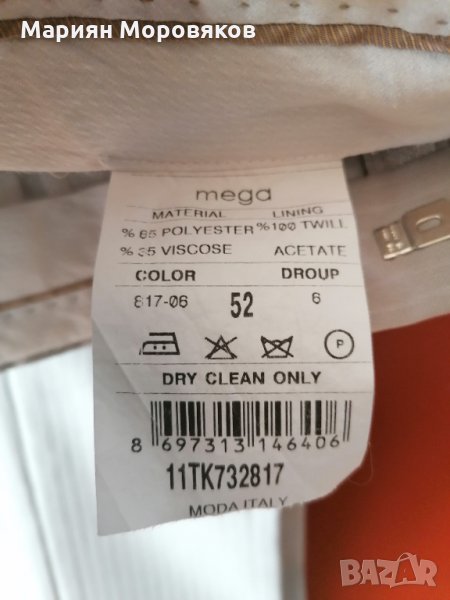 Мариян Моровяков
mega
MATERIAL LINING
% 65 POLYESTER %100 TWILL
% 35 VISCOSE ACETATE
COLOR DROUP
817-06 52 6
P
DRY CLEAN ONLY
8 697313 146406
11TK732817
MODA ITALY
BAZAR